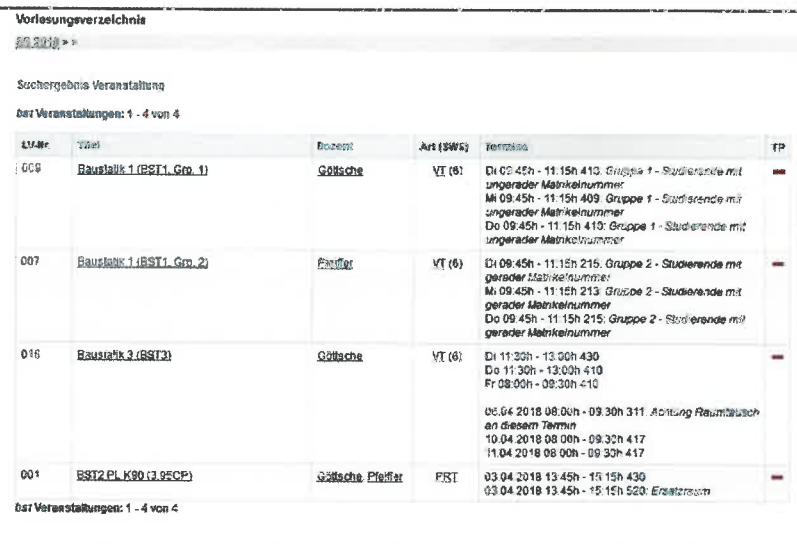 Vorlesungsverzeichnis
SS 2018 » »
Suchergebnis Veranstaltung
bst Veranstaltungen: 1 - 4 von 4
LV-Nr. Titel Dozent Art (SWS) Termine TP
Baustatik 1 (BST1, Grp. 1) Göttsche VT (6) Di 09:45h - 11:15h 410: Gruppe 1 - Studierende mit
ungerader Matrikelnummer
Mi 09:45h - 11:15h 409: Gruppe 1 - Studierende mit
ungerader Matrikelnummer
Do 09:45h - 11:15h 410: Gruppe 1 - Studierende mit
ungerader Matrikelnummer
007 Baustatik 1 (BST1, Grp. 2) Pfeiffer VT (6) Di 09:45h - 11:15h 215: Gruppe 2 - Studierende mit
gerader Matrikelnummer
Mi 09:45h - 11:15h 213: Gruppe 2 - Studierende mit
gerader Matrikelnummer
Do 09:45h - 11:15h 215: Gruppe 2 - Studierende mit
gerader Matrikelnummer
016 Baustatik 3 (BST3) Göttsche VT (6) Di 11:30h - 13:00h 430
Do 11:30h - 13:00h 410
Fr 08:00h - 09:30h 410
06.04.2018 08:00h - 09:30h 311: Achtung Raumtausch
an diesem Termin
10.04.2018 08:00h - 09:30h 417
11.04.2018 08:00h - 09:30h 417
001 BST2 PL K90 (3.95CP) Göttsche, Pfeiffer PRT 03.04.2018 13:45h - 15:15h 430
03.04.2018 13:45h - 15:15h 520: Ersatzraum
bst Veranstaltungen: 1 - 4 von 4